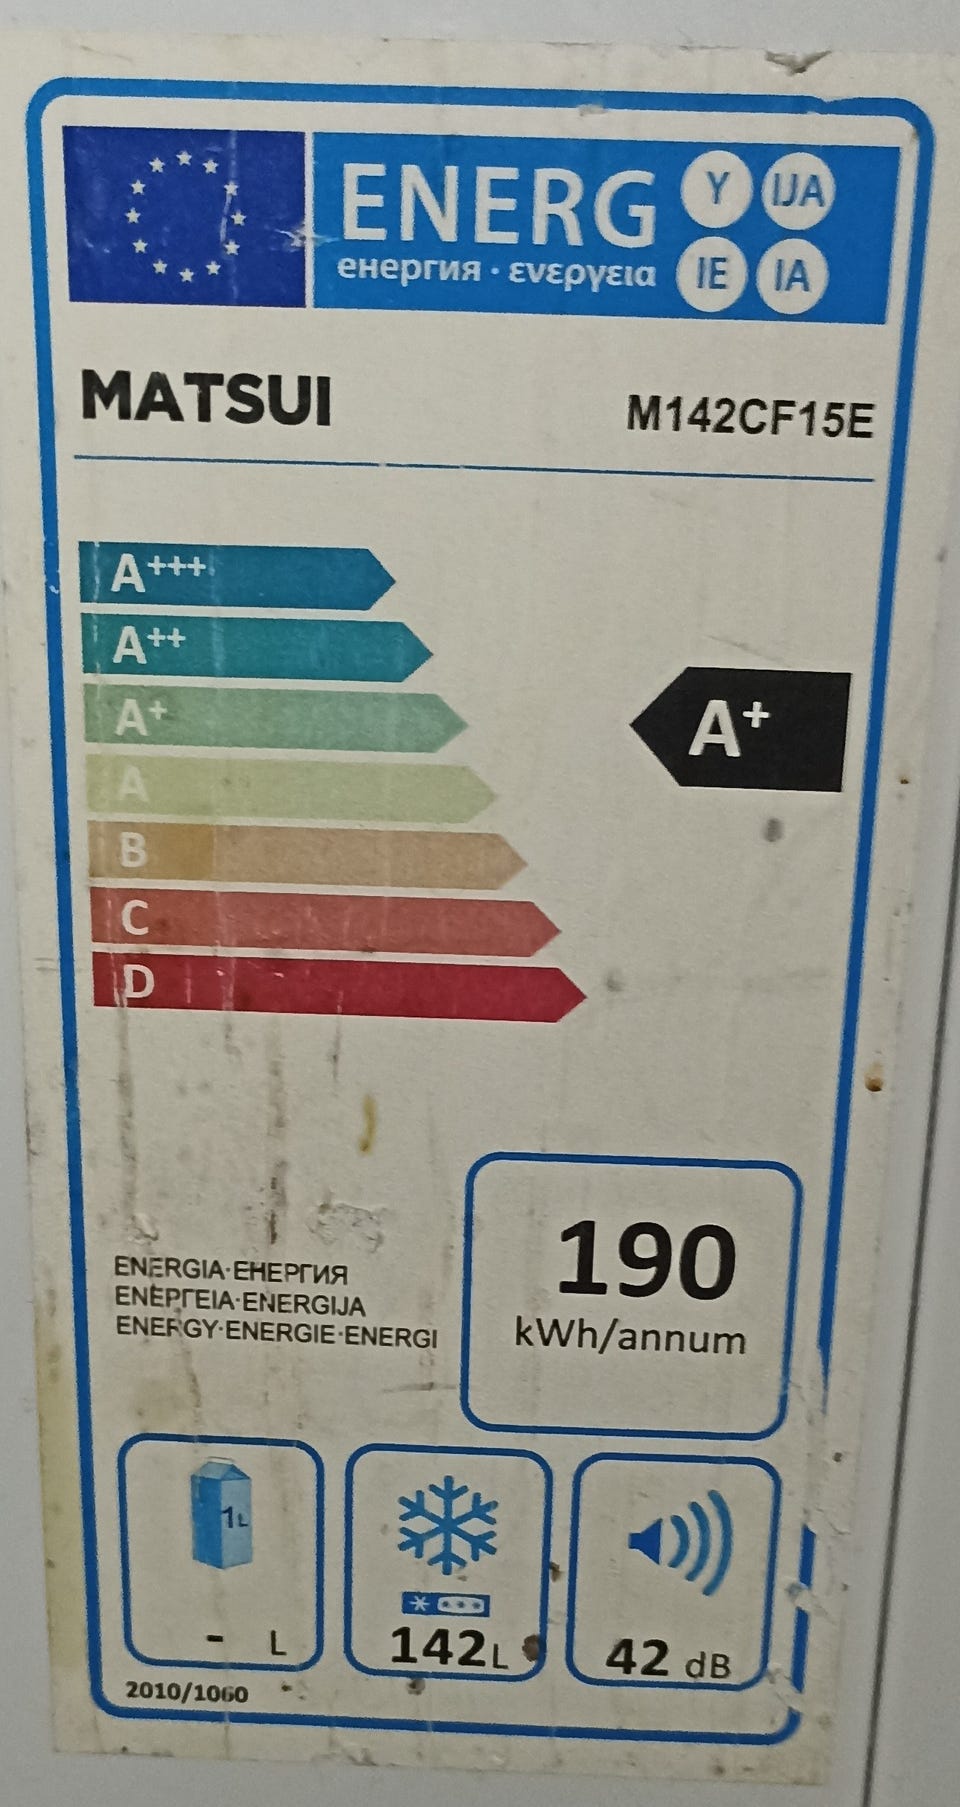 ENERG Y IJA
енергия · ενεργεια IE IA
MATSUI M142CF15E
A+++
A++
A+
A+
A
B
C
D
190
kWh/annum
ENERGIA·ЕНЕРГИЯ
ΕΝΕΡΓΕΙΑ·ENERGIJA
ENERGY·ENERGIE·ENERGI
1L
- L
142L
42 dB
2010/1060